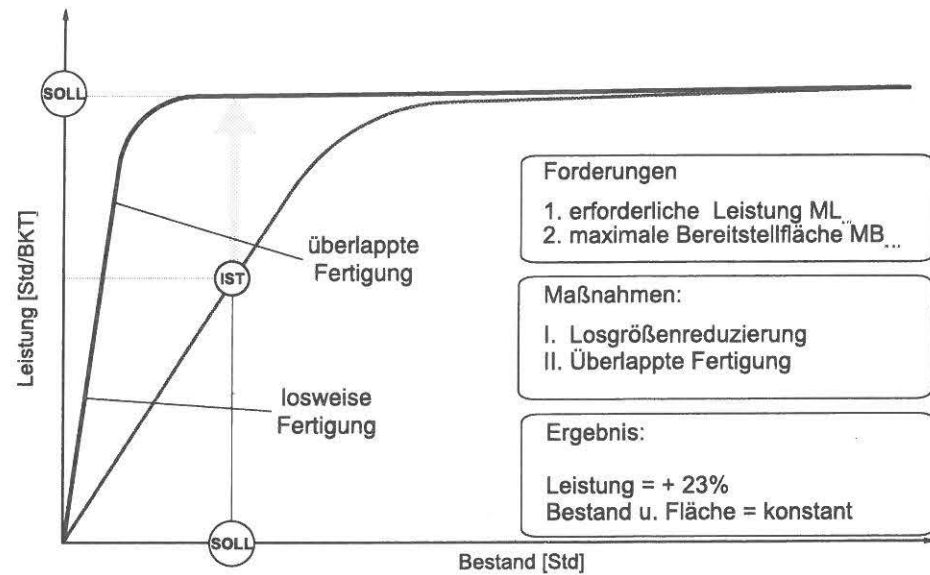 SOLL
Leistung [Std/BKT]
überlappte
Fertigung
IST
losweise
Fertigung
SOLL
Bestand [Std]
Forderungen
1. erforderliche Leistung ML...
2. maximale Bereitstellfläche MB...
Maßnahmen:
I. Losgrößenreduzierung
II. Überlappte Fertigung
Ergebnis:
Leistung = + 23%
Bestand u. Fläche = konstant